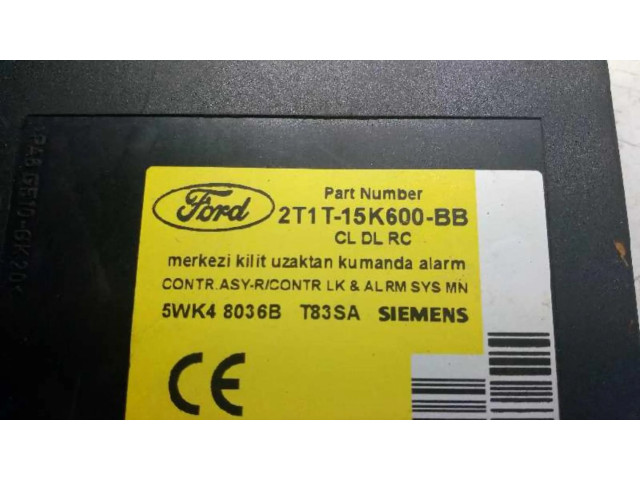 Ford
Part Number
2T1T-15K600-BB
CL DL RC
merkezi kilit uzaktan kumanda alarm
CONTR.ASY-R/CONTR LK & ALRM SYS MN
5WK4 8036B T83SA SIEMENS
CE